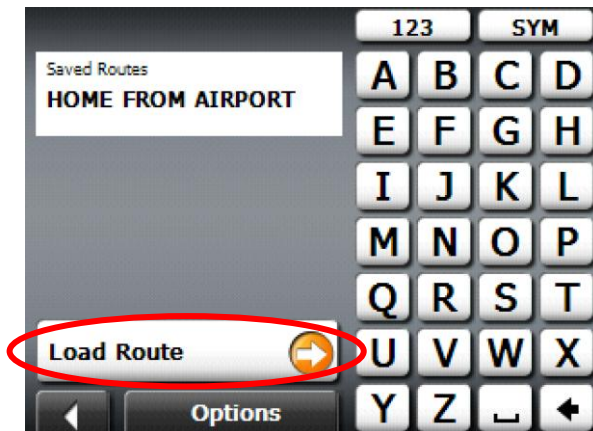 123 SYM
Saved Routes
HOME FROM AIRPORT
A B C D
E F G H
I J K L
M N O P
Q R S T
Load Route
U V W X
Options
Y Z